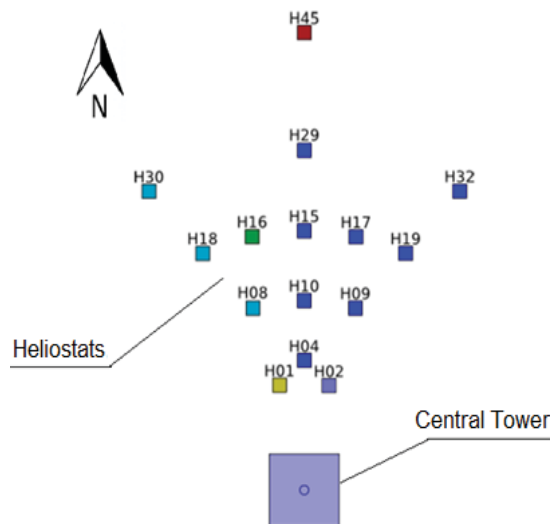 H45
N
H29
H30
H32
H16
H15
H17
H18
H19
H08
H10
H09
Heliostats
H04
H01
H02
Central Tower